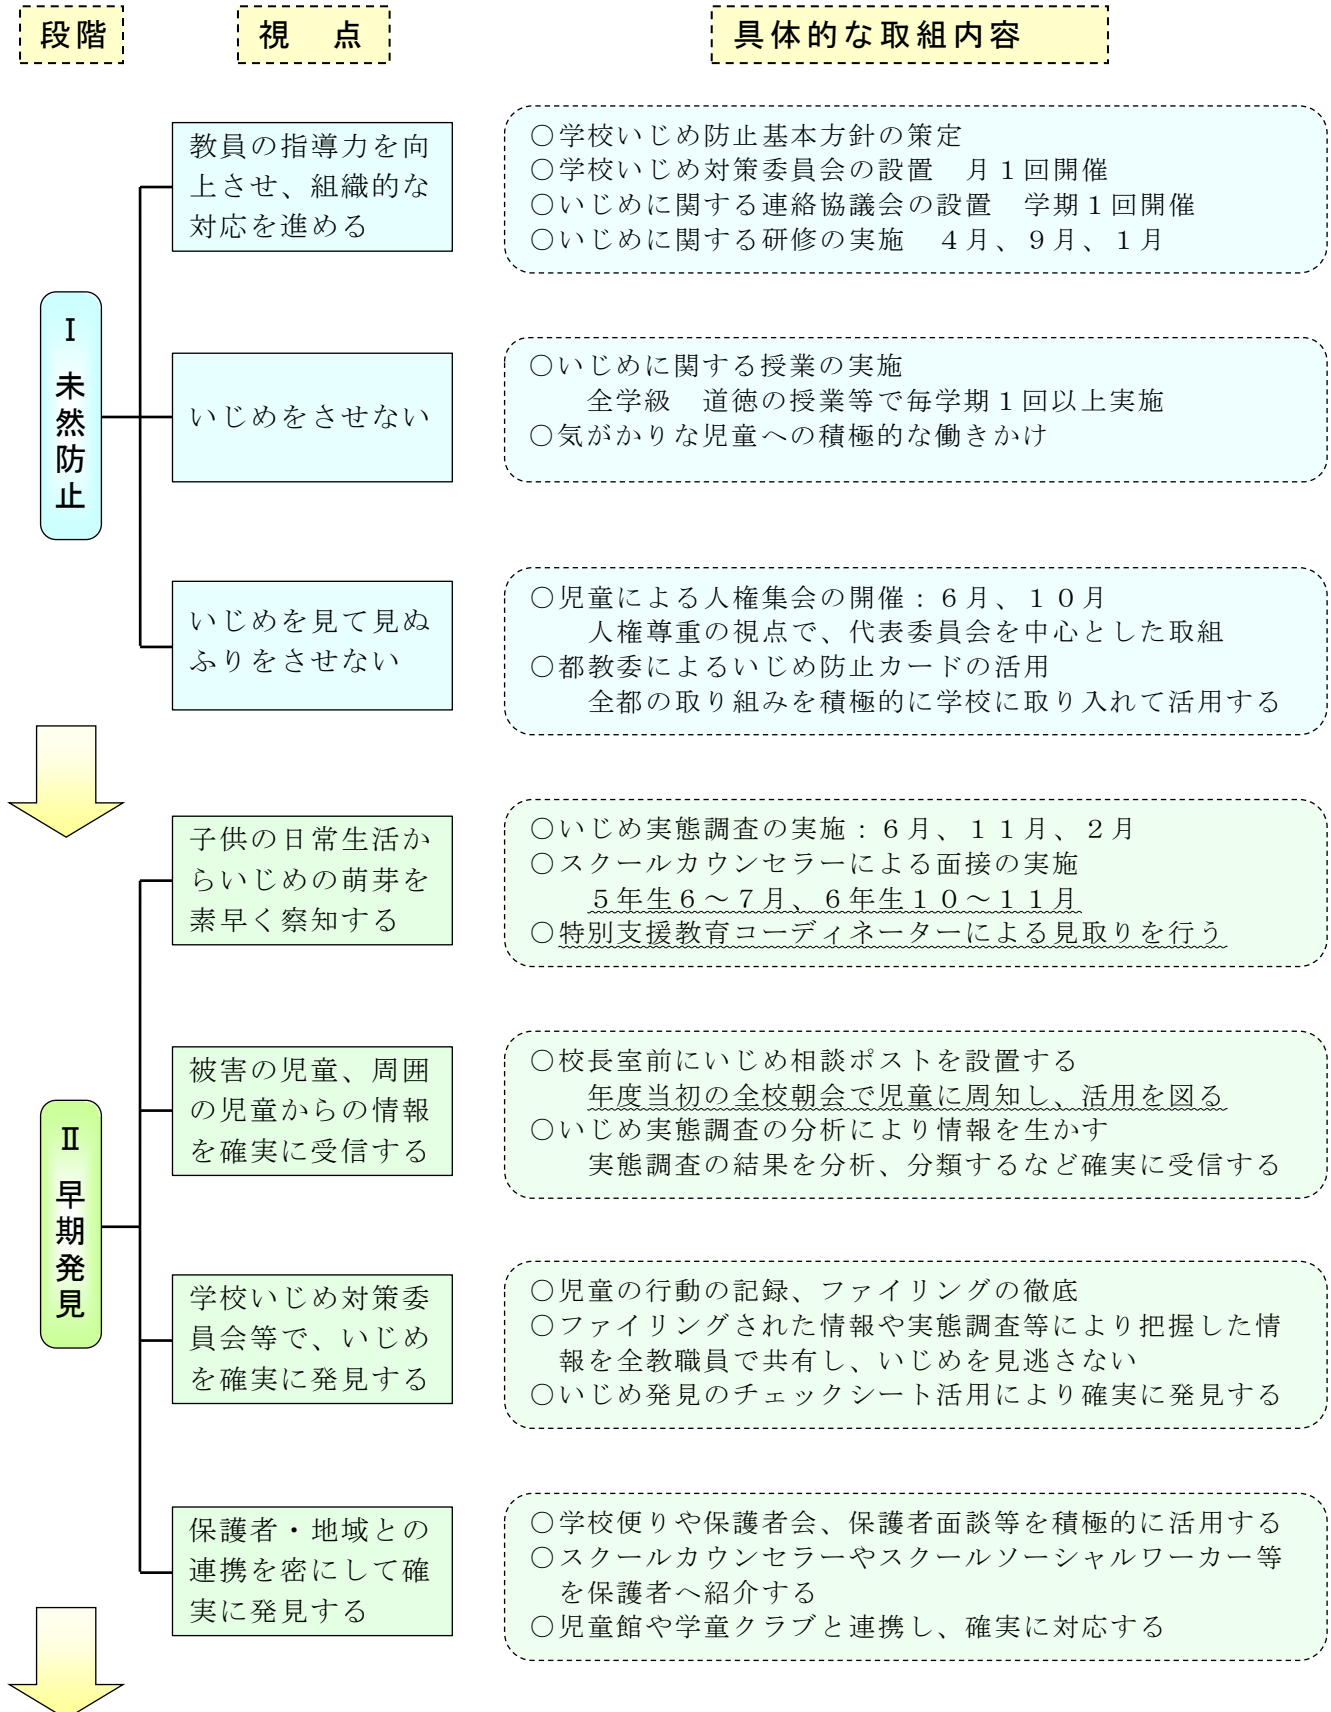 段階
視　点
具体的な取組内容
Ⅰ 未然防止
教員の指導力を向
上させ、組織的な
対応を進める
○学校いじめ防止基本方針の策定
○学校いじめ対策委員会の設置　月１回開催
○いじめに関する連絡協議会の設置　学期１回開催
○いじめに関する研修の実施　４月、９月、１月
いじめをさせない
○いじめに関する授業の実施
全学級　道徳の授業等で毎学期１回以上実施
○気がかりな児童への積極的な働きかけ
いじめを見て見ぬ
ふりをさせない
○児童による人権集会の開催：６月、１０月
人権尊重の視点で、代表委員会を中心とした取組
○都教委によるいじめ防止カードの活用
全都の取り組みを積極的に学校に取り入れて活用する
Ⅱ 早期発見
子供の日常生活か
らいじめの萌芽を
素早く察知する
○いじめ実態調査の実施：６月、１１月、２月
○スクールカウンセラーによる面接の実施
５年生６～７月、６年生１０～１１月
○特別支援教育コーディネーターによる見取りを行う
被害の児童、周囲
の児童からの情報
を確実に受信する
○校長室前にいじめ相談ポストを設置する
年度当初の全校朝会で児童に周知し、活用を図る
○いじめ実態調査の分析により情報を生かす
実態調査の結果を分析、分類するなど確実に受信する
学校いじめ対策委
員会等で、いじめ
を確実に発見する
○児童の行動の記録、ファイリングの徹底
○ファイリングされた情報や実態調査等により把握した情
報を全教職員で共有し、いじめを見逃さない
○いじめ発見のチェックシート活用により確実に発見する
保護者・地域との
連携を密にして確
実に発見する
○学校便りや保護者会、保護者面談等を積極的に活用する
○スクールカウンセラーやスクールソーシャルワーカー等
を保護者へ紹介する
○児童館や学童クラブと連携し、確実に対応する